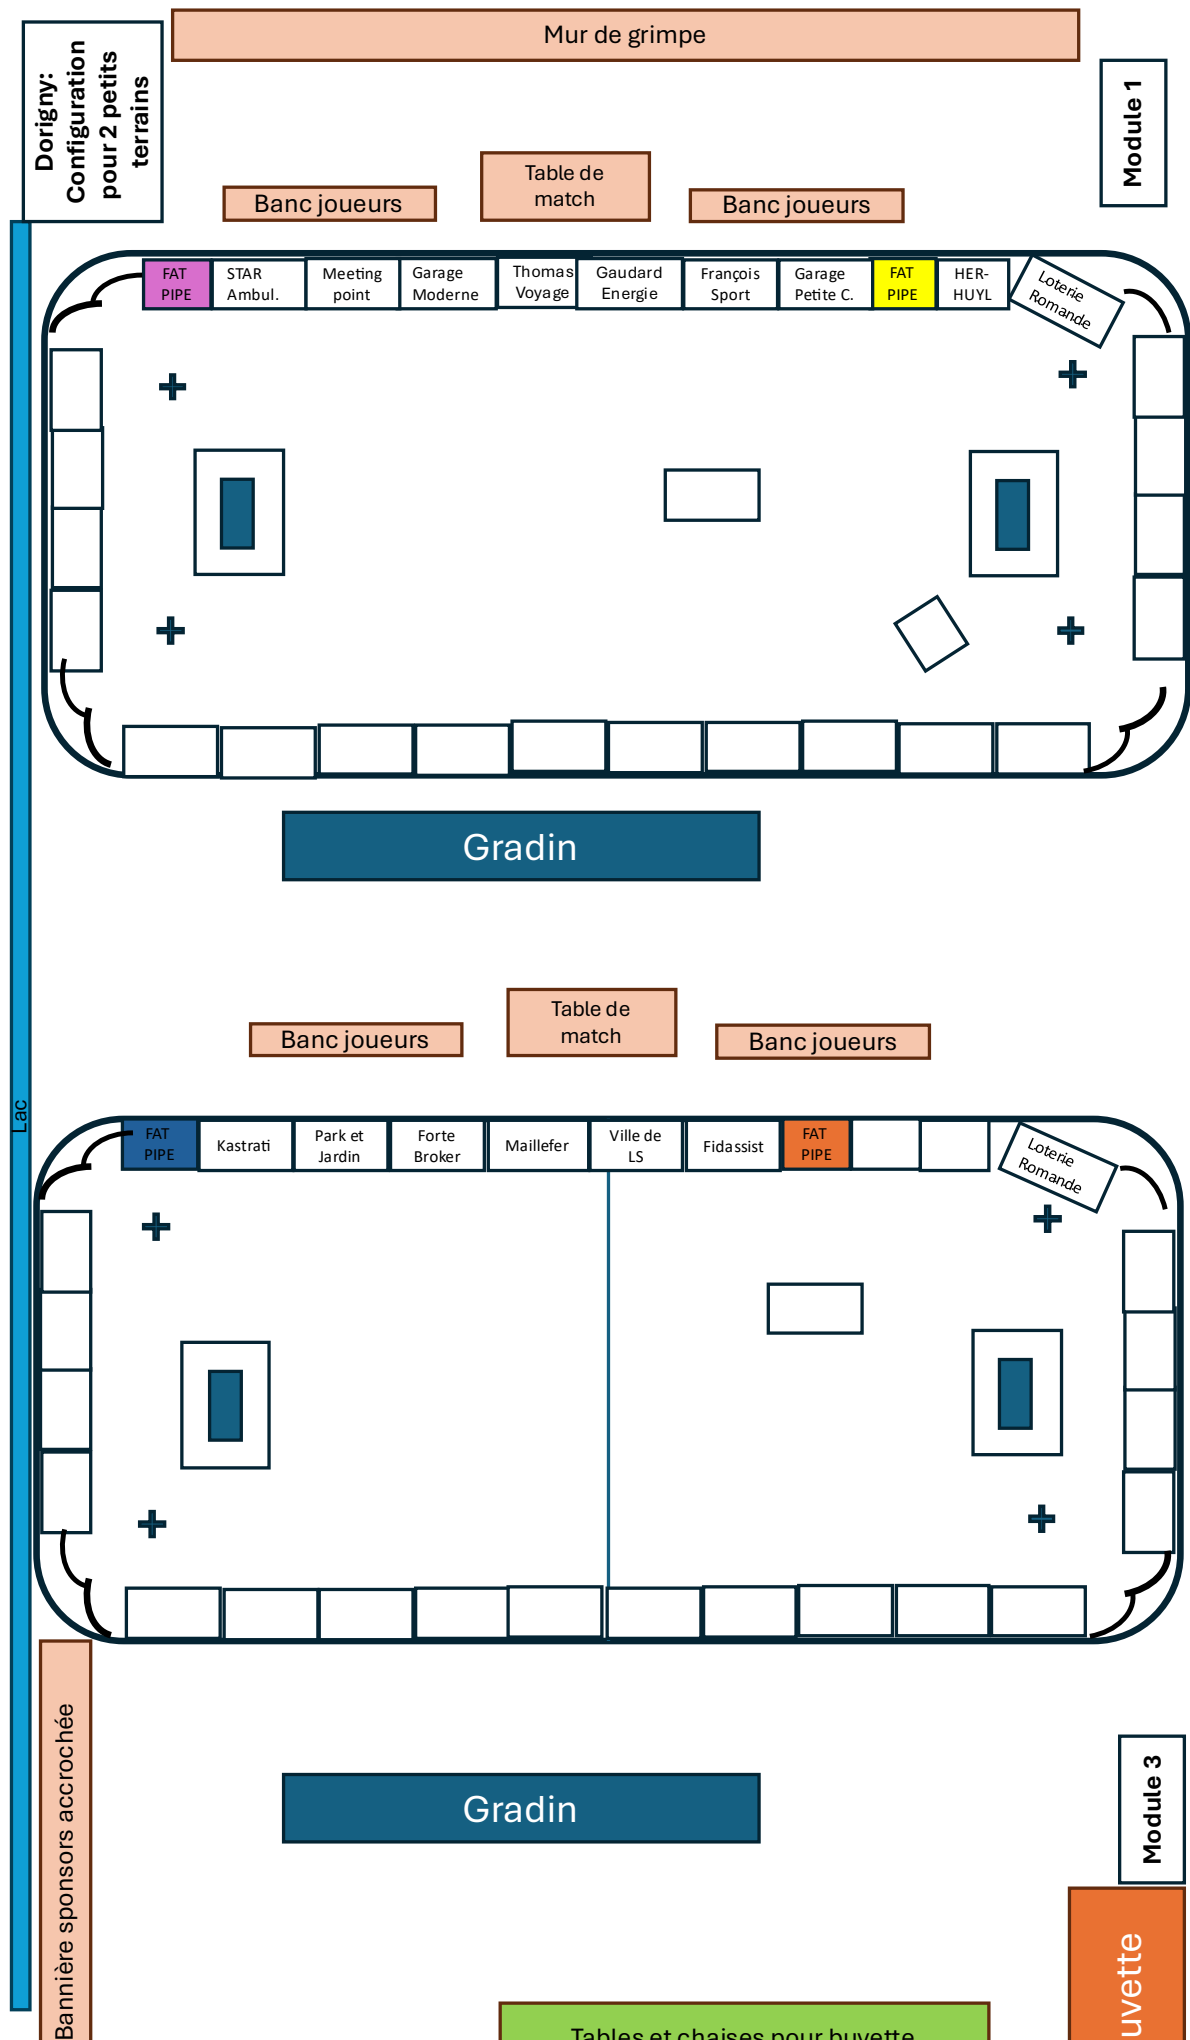 Mur de grimpe
Dorigny:
Configuration
pour 2 petits
terrains
Module 1
Table de
match
Banc joueurs
Banc joueurs
FAT
PIPE
STAR
Ambul.
Meeting
point
Garage
Moderne
Thomas
Voyage
Gaudard
Energie
François
Sport
Garage
Petite C.
FAT
PIPE
HER-
HUYL
Loterie
Romande
Gradin
Table de
match
Banc joueurs
Banc joueurs
Lac
FAT
PIPE
Kastrati
Park et
Jardin
Forte
Broker
Maillefer
Ville de
LS
Fidassist
FAT
PIPE
Loterie
Romande
Bannière sponsors accrochée
Gradin
Module 3
uvette
Tables et chaises pour buvette